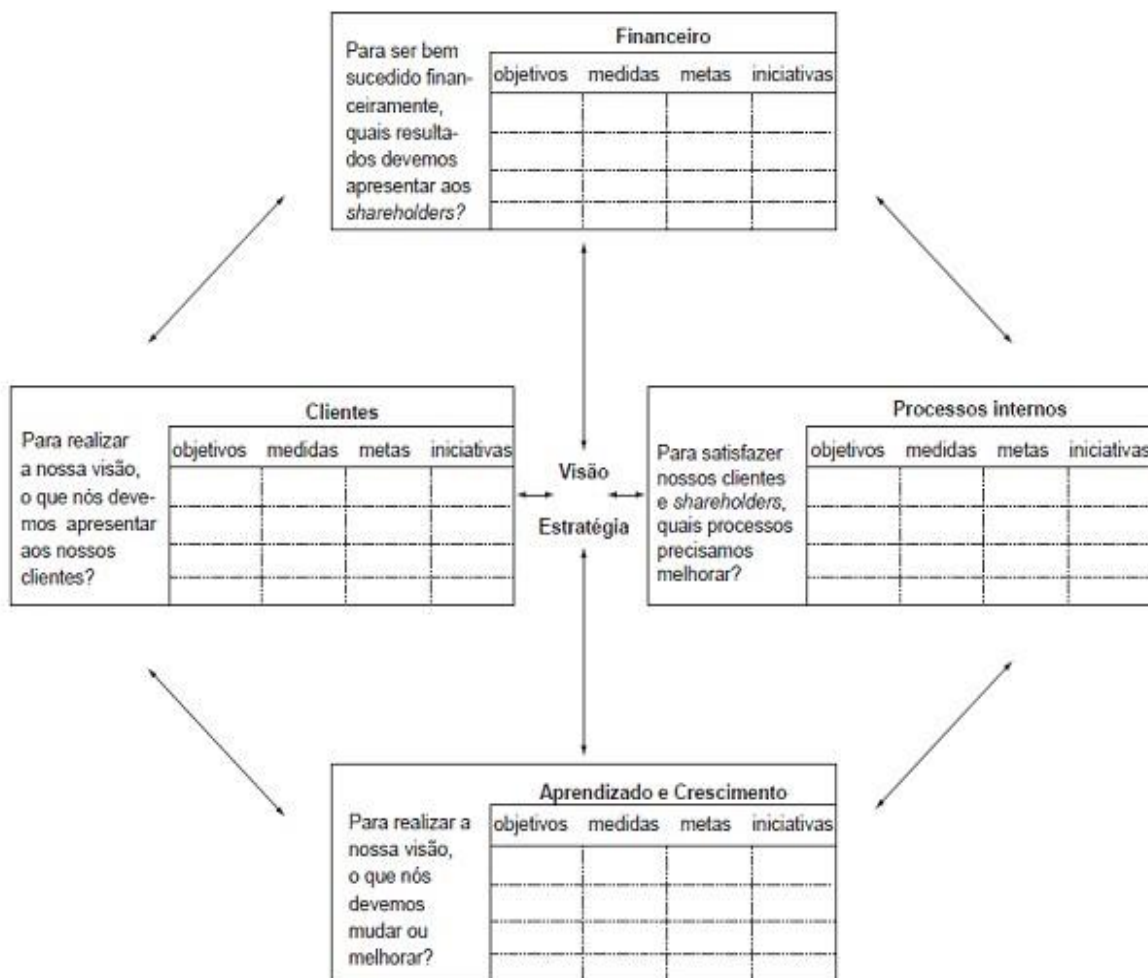 Financeiro
Para ser bem
sucedido finan-
ceiramente,
quais resulta-
dos devemos
apresentar aos
shareholders?
objetivos medidas metas iniciativas
Clientes
Para realizar
a nossa visão,
o que nós deve-
mos apresentar
aos nossos
clientes?
objetivos medidas metas iniciativas
Visão
Estratégia
Processos internos
Para satisfazer
nossos clientes
e shareholders,
quais processos
precisamos
melhorar?
objetivos medidas metas iniciativas
Aprendizado e Crescimento
Para realizar a
nossa visão,
o que nós
devemos
mudar ou
melhorar?
objetivos medidas metas iniciativas